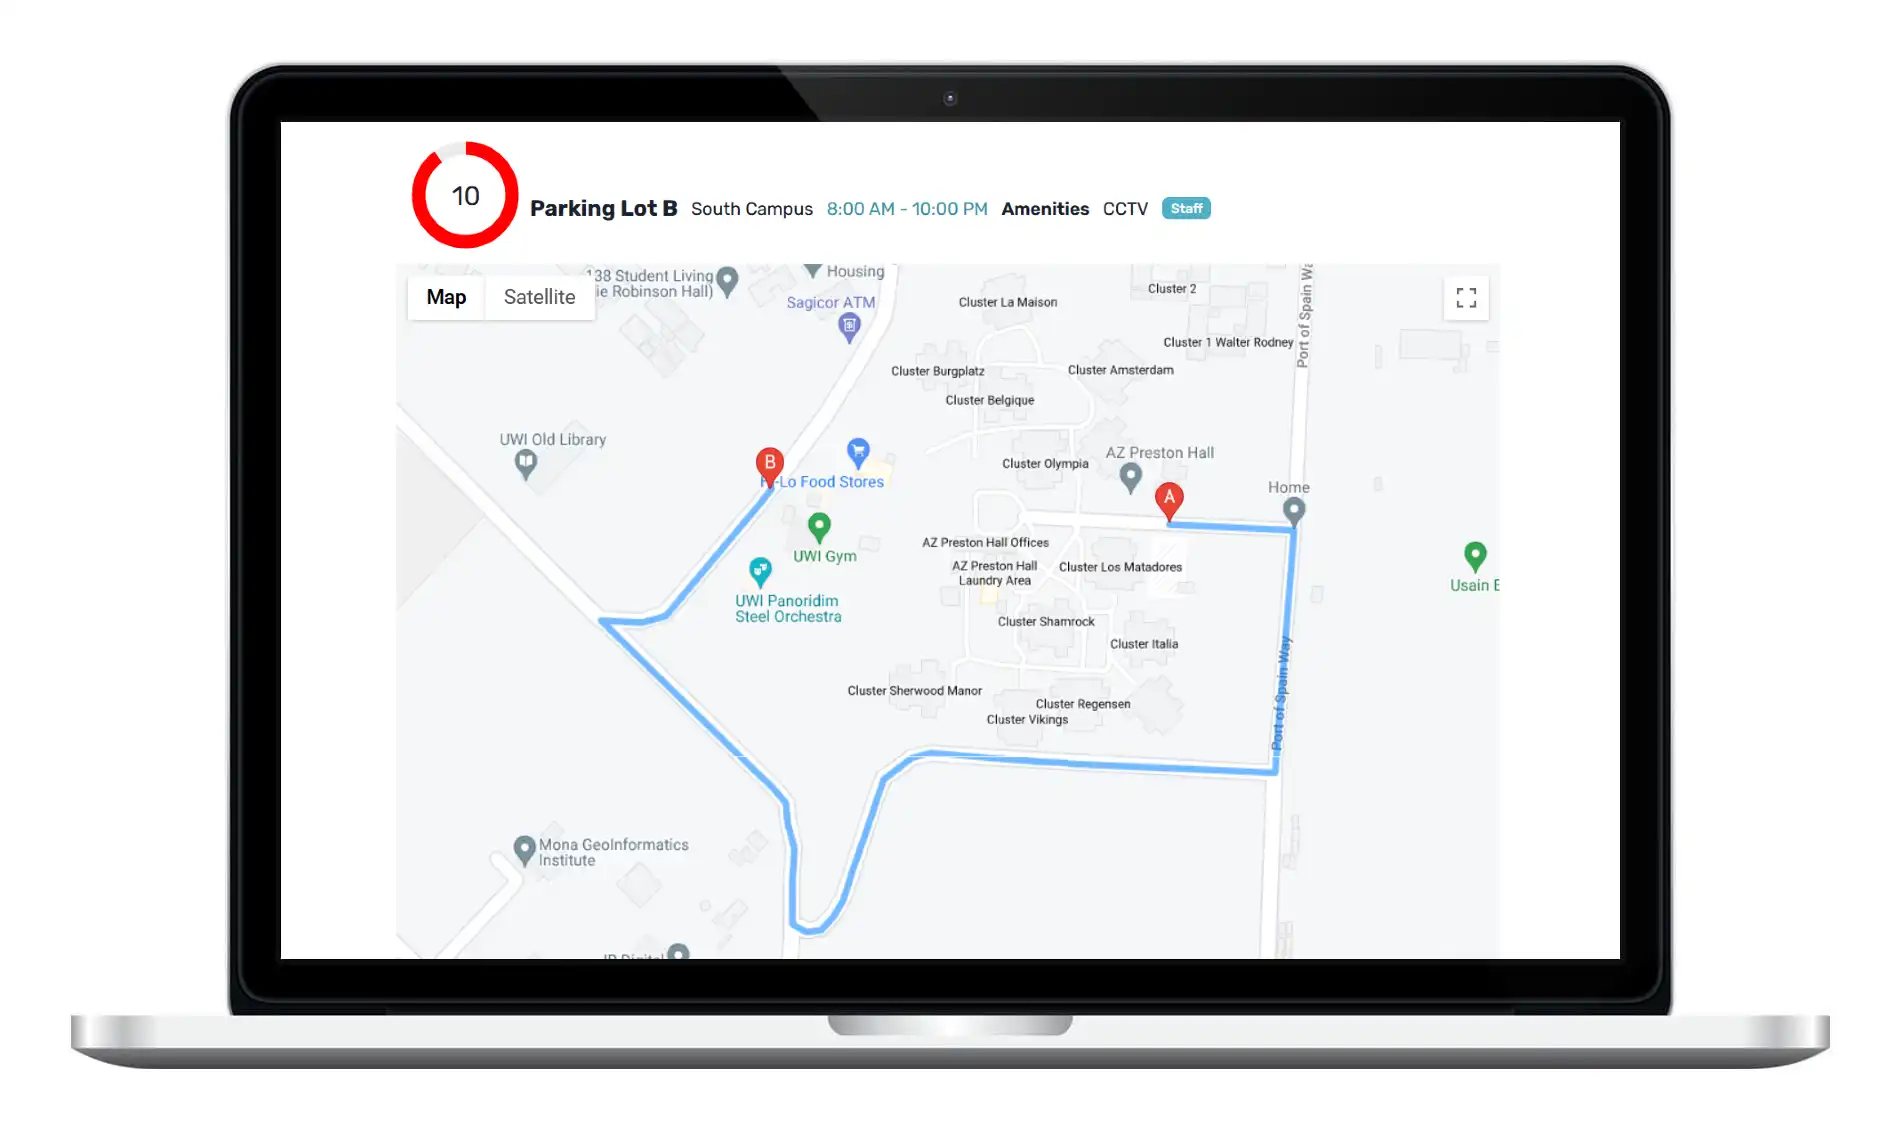 10
Parking Lot B South Campus 8:00 AM - 10:00 PM Amenities CCTV Staff
Map Satellite
138 Student Living
ie Robinson Hall)
Housing
Sagicor ATM
Cluster La Maison
Cluster 2
Port of Spain Wa
Cluster 1 Walter Rodney
Cluster Burgplatz
Cluster Amsterdam
Cluster Belgique
UWI Old Library
B
Hi-Lo Food Stores
Cluster Olympia
AZ Preston Hall
A
Home
UWI Gym
AZ Preston Hall Offices
AZ Preston Hall
Laundry Area
Cluster Los Matadores
Usain B
UWI Panoridim
Steel Orchestra
Cluster Shamrock
Cluster Italia
Port of Spain Way
Cluster Sherwood Manor
Cluster Regensen
Cluster Vikings
Mona GeoInformatics
Institute